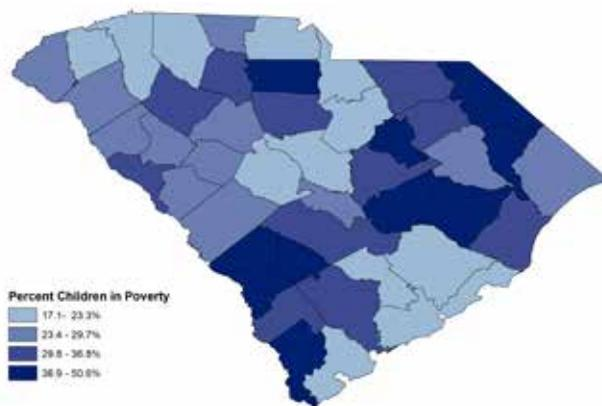 Percent Children in Poverty
17.1- 23.3%
23.4 - 29.7%
29.8 - 36.8%
36.9 - 50.6%